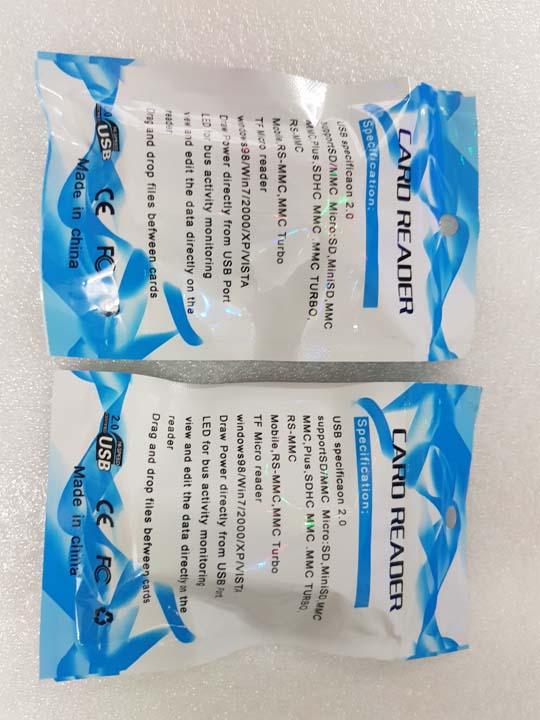 CARD READER
Specification:
USB specificaon 2.0
supportSD/MMC Micro-SD,MiniSD,MMC
MMC,Plus,SDHC MMC .MMC TURBO,
RS-MMC
Mobile,RS-MMC,MMC Turbo
TF Micro reader
windows98/Win7/2000/XP/VISTA
Draw Power directly from USB Port
LED for bus activity monitoring
view and edit the data directly on the
reader
Drag and drop files between cards
2.0
USB
CE FC
Made in china
CARD READER
Specification:
USB specificaon 2.0
supportSD/MMC Micro-SD,MiniSD,MMC
MMC,Plus,SDHC MMC .MMC TURBO,
RS-MMC
Mobile,RS-MMC,MMC Turbo
TF Micro reader
windows98/Win7/2000/XP/VISTA
Draw Power directly from USB Port
LED for bus activity monitoring
view and edit the data directly on the
reader
Drag and drop files between cards
2.0
USB
CE FC
Made in china